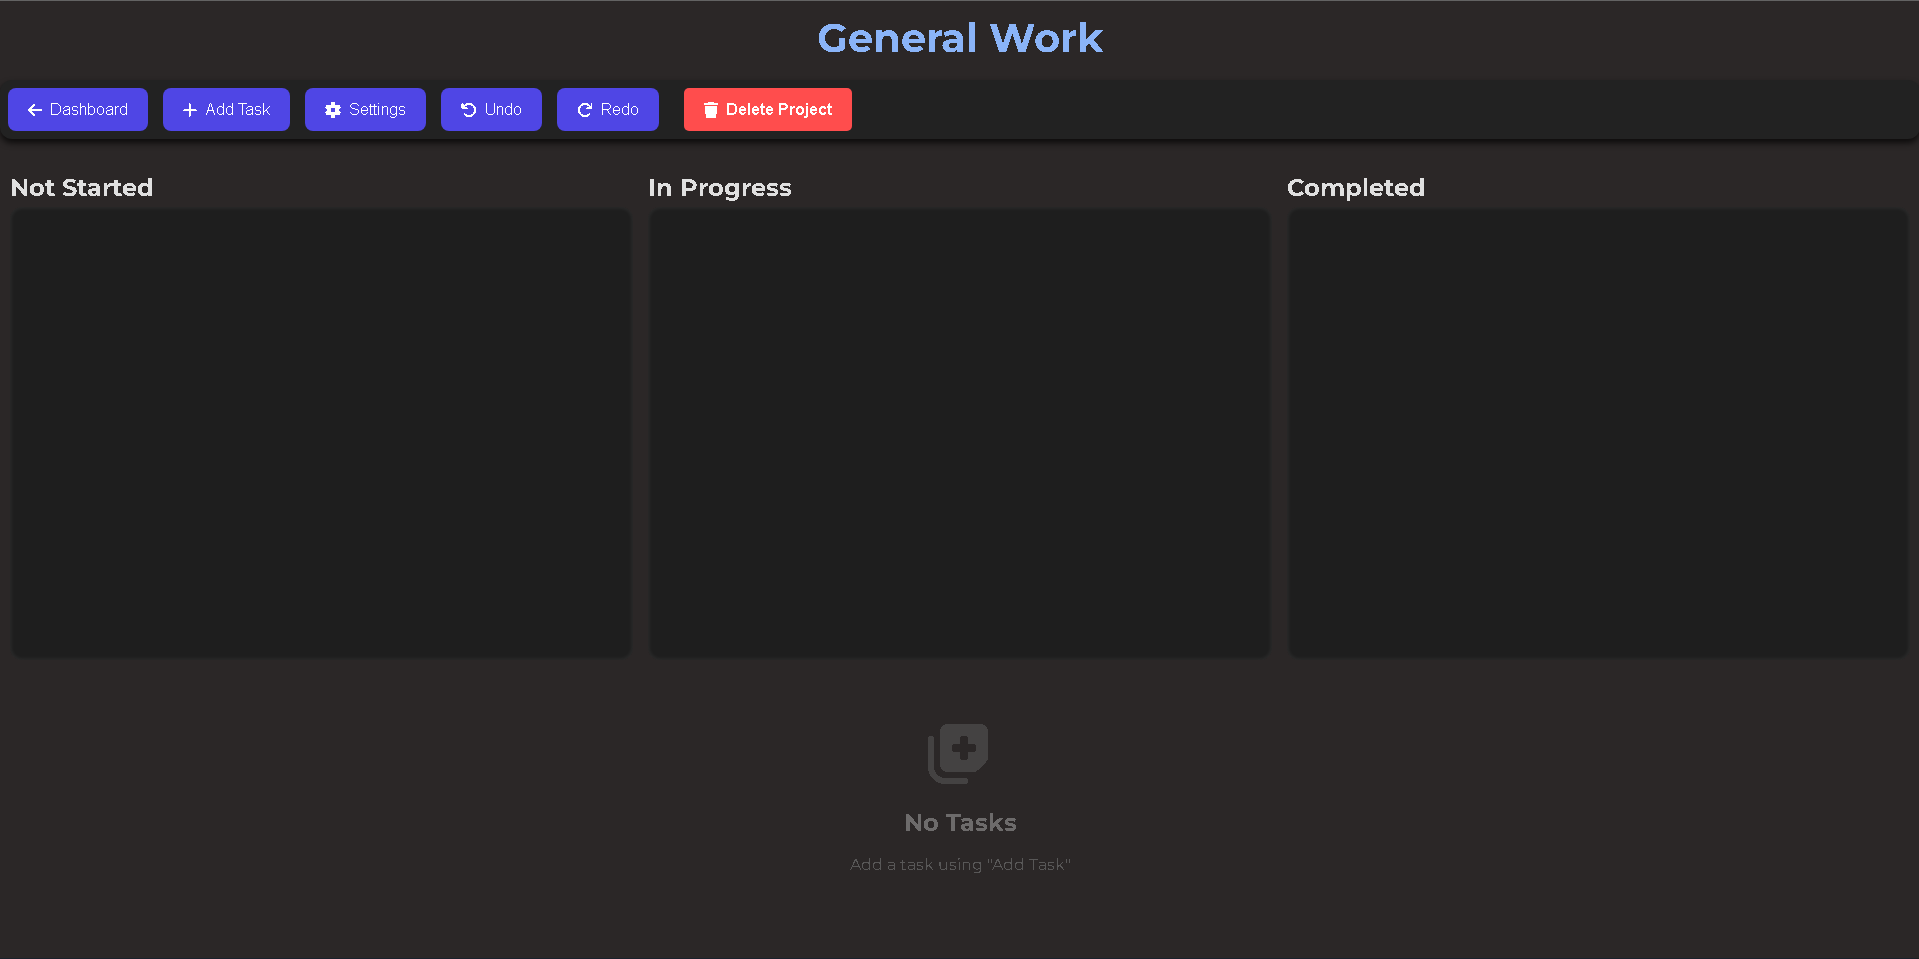 General Work
Dashboard
Add Task
Settings
Undo
Redo
Delete Project
Not Started
In Progress
Completed
No Tasks
Add a task using "Add Task"